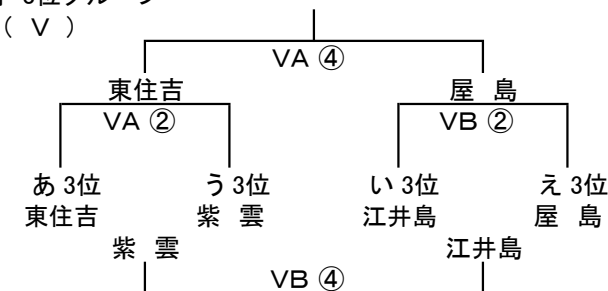 3位グループ
( Ｖ )
ＶＡ ④
東住吉 屋 島
ＶＡ ② ＶＢ ②
あ 3位 う 3位 い 3位 え 3位
東住吉 紫 雲 江井島 屋 島
紫 雲 江井島
ＶＢ ④